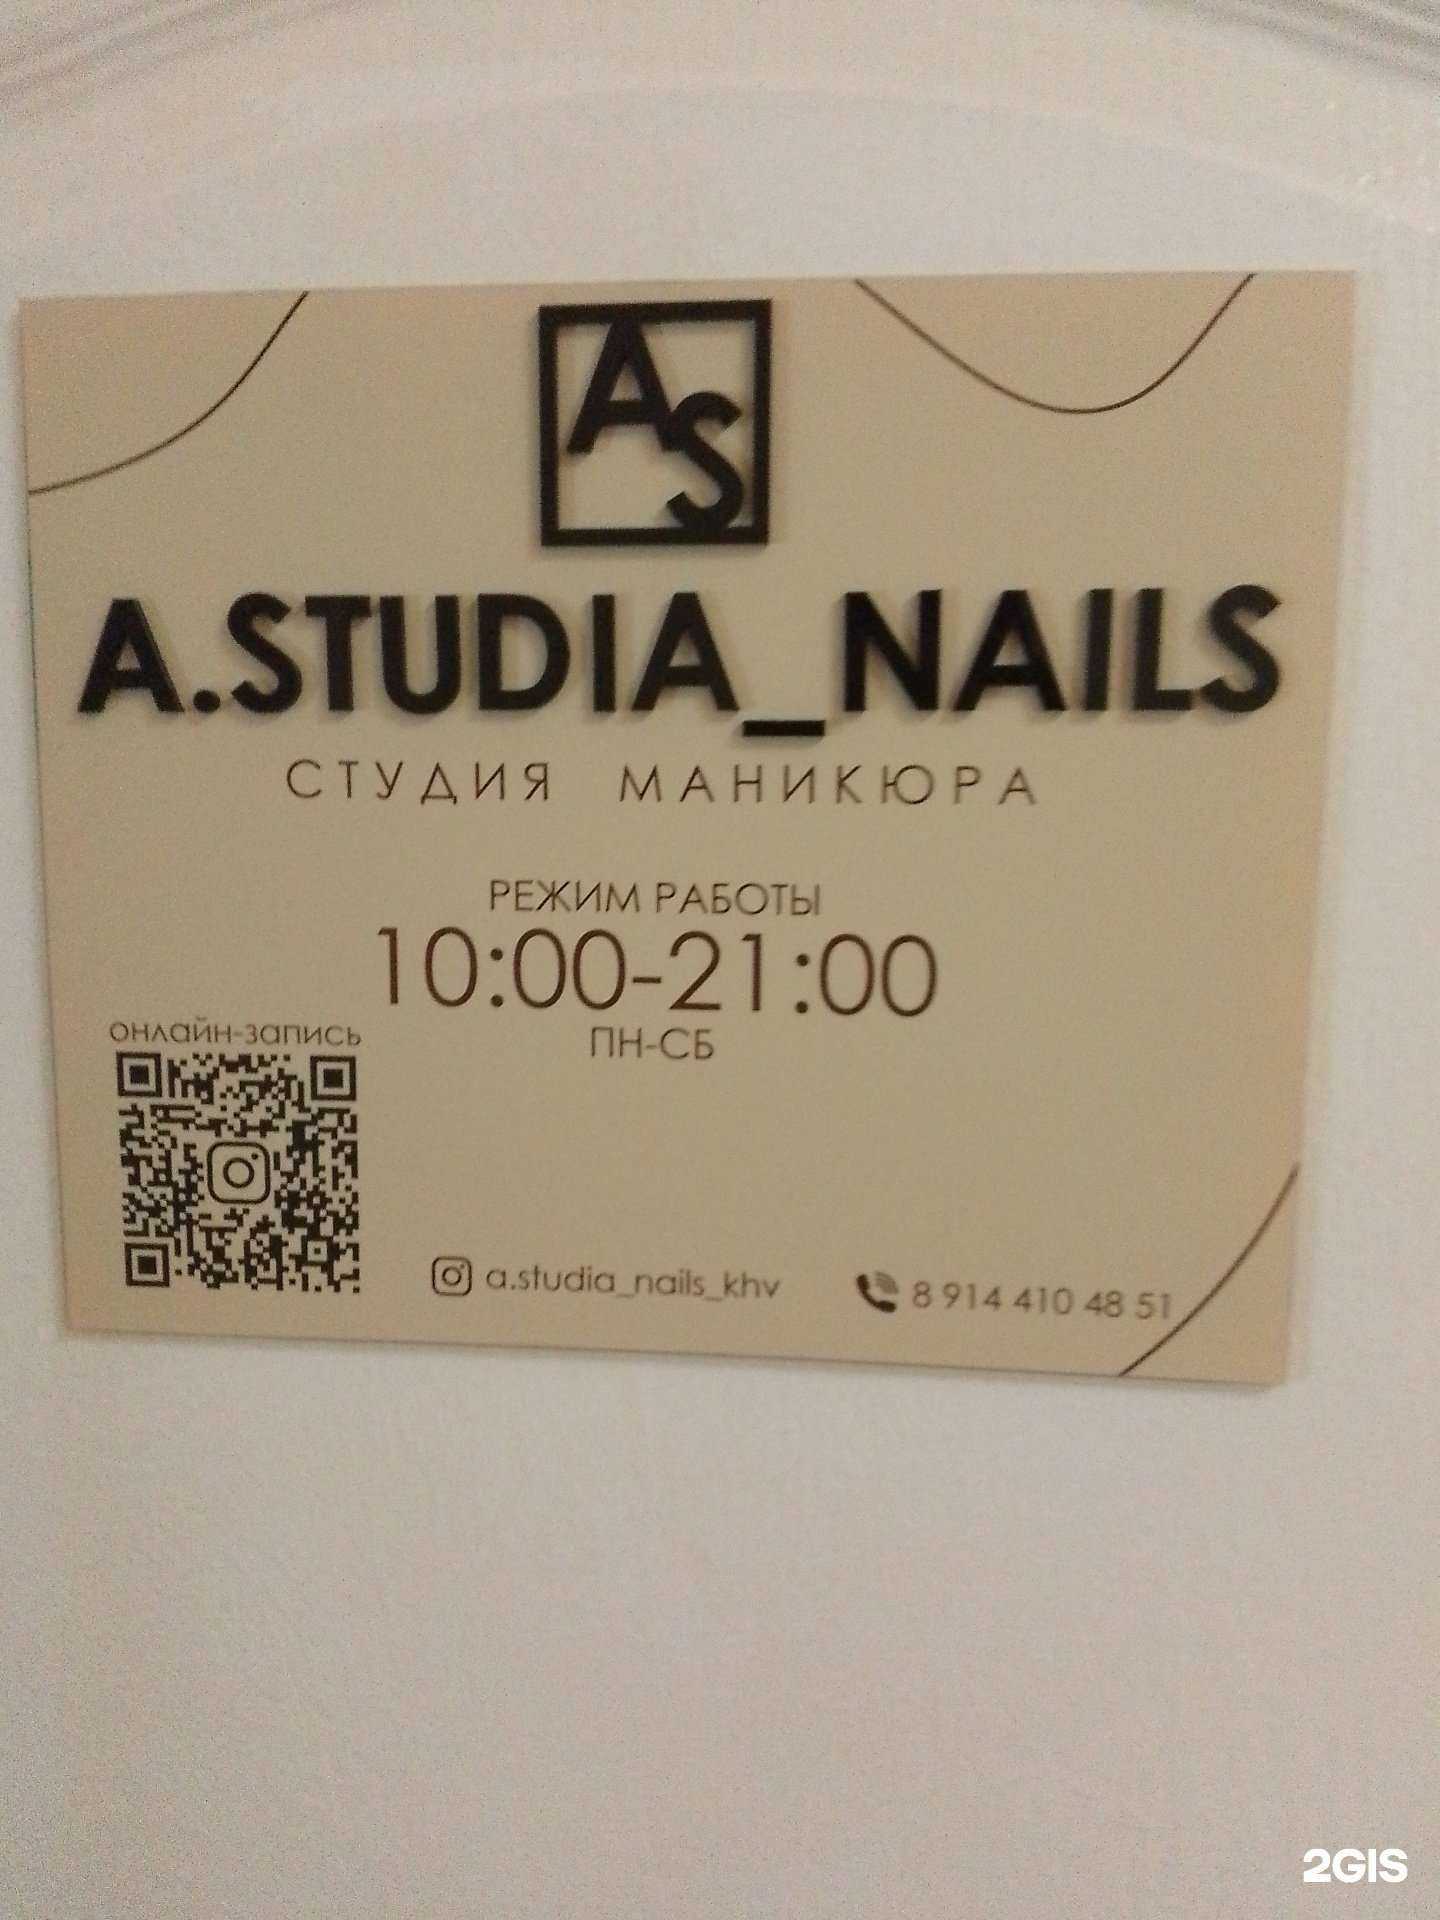 AS
A.STUDIA_NAILS
СТУДИЯ МАНИКЮРА
РЕЖИМ РАБОТЫ
10:00-21:00
ПН-СБ
онлайн-запись
a.studia_nails_khv
8 914 410 48 51
2GIS